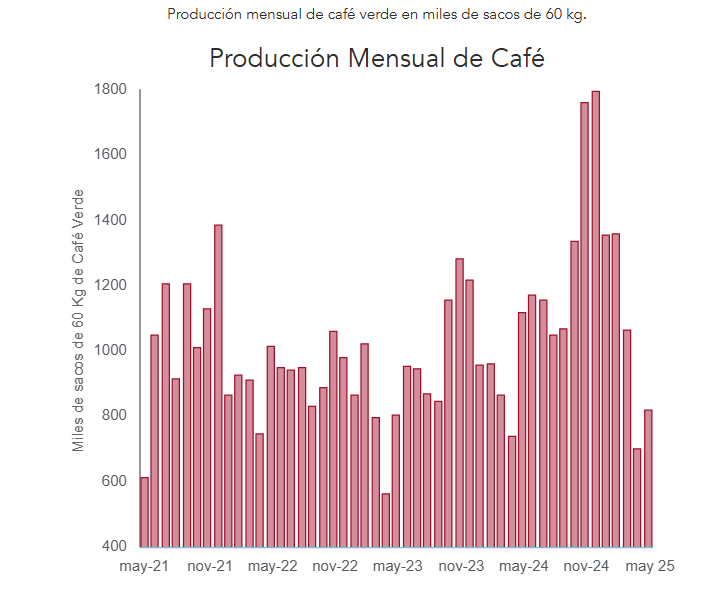 Producción mensual de café verde en miles de sacos de 60 kg.
Producción Mensual de Café
Miles de sacos de 60 Kg de Café Verde
1800
1600
1400
1200
1000
800
600
400
may-21 nov-21 may-22 nov-22 may-23 nov-23 may-24 nov-24 may 25